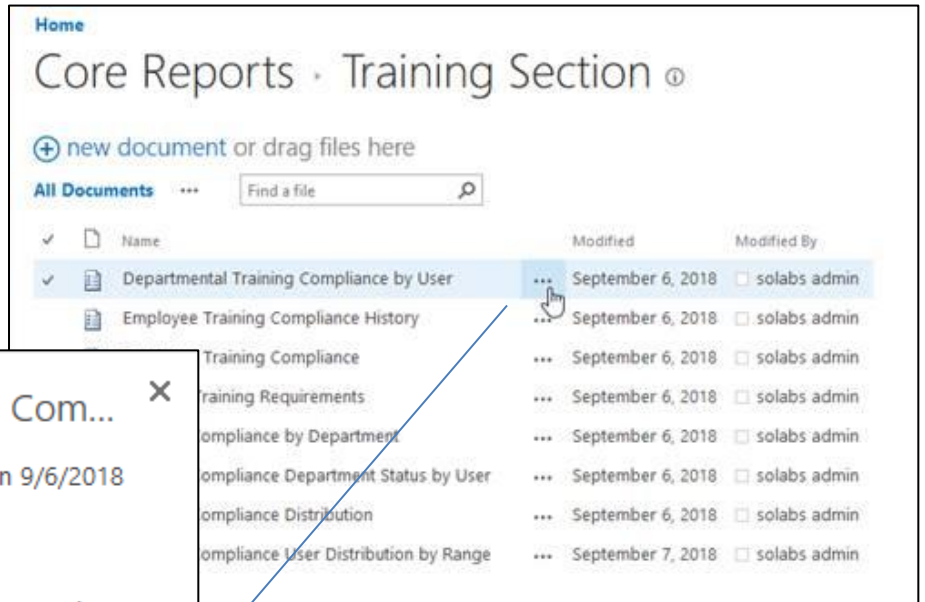 Home
Core Reports · Training Section
new document or drag files here
All Documents ··· Find a file
Name Modified Modified By
Departmental Training Compliance by User ··· September 6, 2018 solabs admin
Employee Training Compliance History ··· September 6, 2018 solabs admin
Training Compliance ··· September 6, 2018 solabs admin
Training Requirements ··· September 6, 2018 solabs admin
ompliance by Department ··· September 6, 2018 solabs admin
ompliance Department Status by User ··· September 6, 2018 solabs admin
ompliance Distribution ··· September 6, 2018 solabs admin
ompliance User Distribution by Range ··· September 7, 2018 solabs admin
Com...
n 9/6/2018